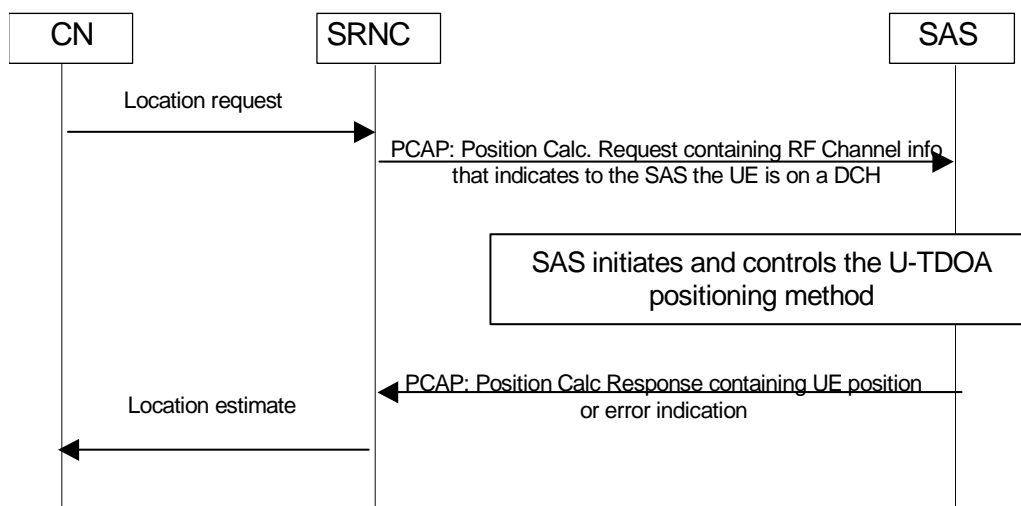 CN
SRNC
SAS
Location request
PCAP: Position Calc. Request containing RF Channel info
that indicates to the SAS the UE is on a DCH
SAS initiates and controls the U-TDOA
positioning method
PCAP: Position Calc Response containing UE position
or error indication
Location estimate